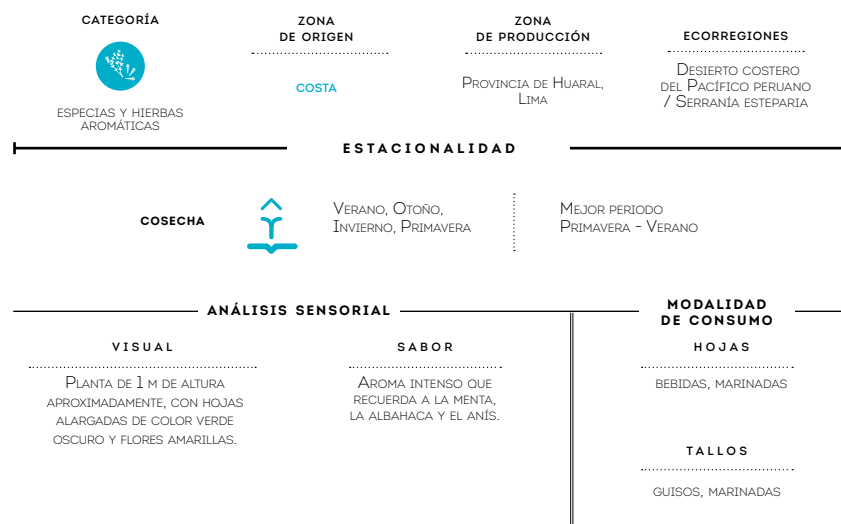 CATEGORÍA
ESPECIAS Y HIERBAS
AROMÁTICAS
ZONA
DE ORIGEN
COSTA
ZONA
DE PRODUCCIÓN
Provincia de Huaral,
Lima
ECORREGIONES
Desierto costero
del Pacífico peruano
/ Serranía esteparia
ESTACIONALIDAD
COSECHA
Verano, Otoño,
Invierno, Primavera
Mejor periodo
Primavera - Verano
ANÁLISIS SENSORIAL
VISUAL
Planta de 1 m de altura
aproximadamente, con hojas
alargadas de color verde
oscuro y flores amarillas.
SABOR
Aroma intenso que
recuerda a la menta,
la albahaca y el anís.
MODALIDAD
DE CONSUMO
HOJAS
bebidas, marinadas
TALLOS
guisos, marinadas